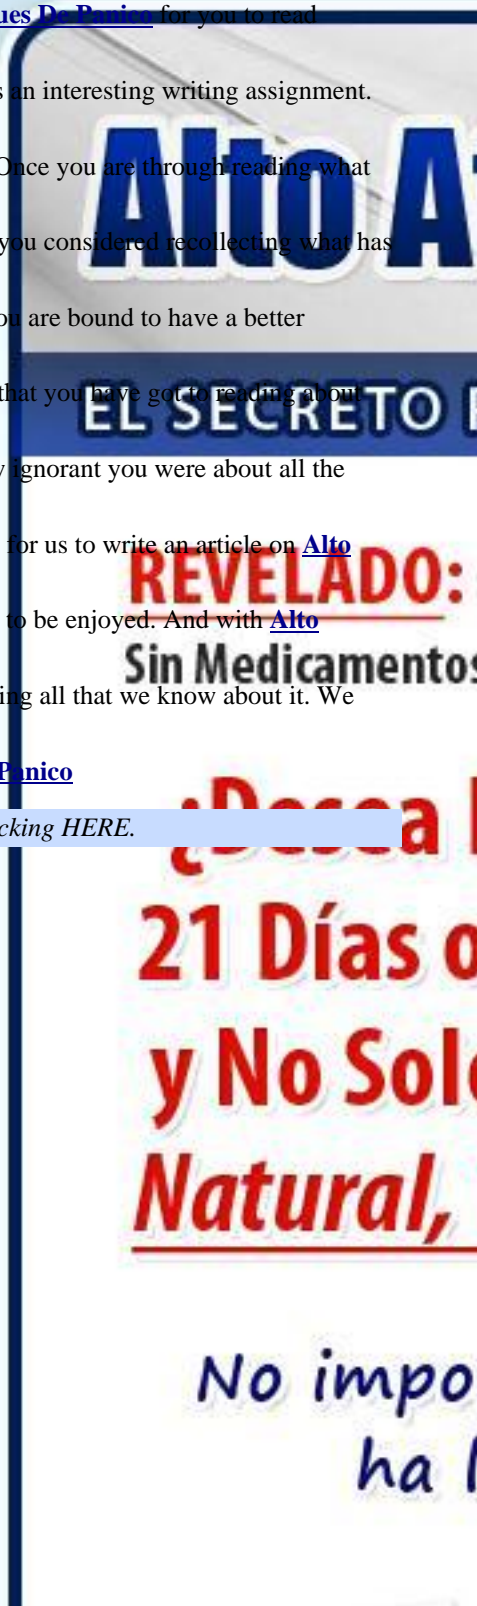 ues De Panico for you to read
s an interesting writing assignment.
Once you are through reading what
Alto A
you considered recollecting what has
ou are bound to have a better
that you have got to reading about
EL SECRETO
y ignorant you were about all the
for us to write an article on Alto
REVELADO:
to be enjoyed. And with Alto
Sin Medicamentos
ing all that we know about it. We
Panico
¿Desea
cking HERE.
21 Días o
y No Solo
Natural,
No impo
ha